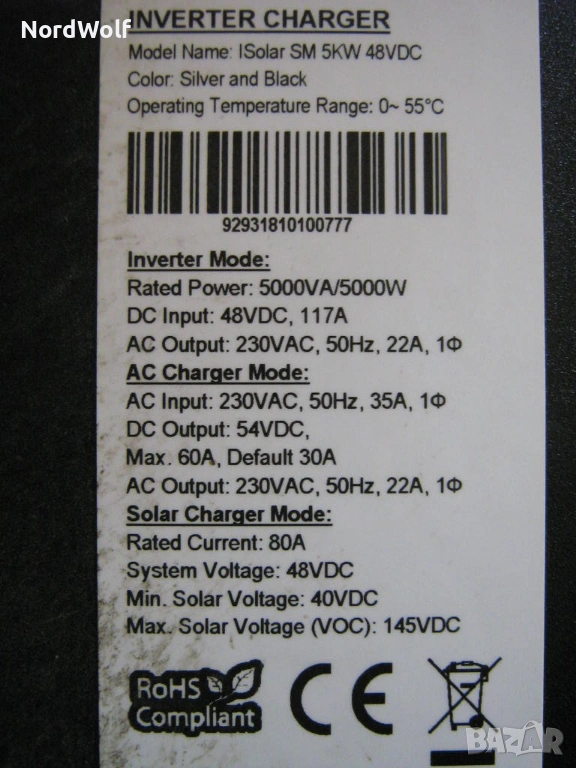 NordWolf
INVERTER CHARGER
Model Name: ISolar SM 5KW 48VDC
Color: Silver and Black
Operating Temperature Range: 0~ 55°C
92931810100777
Inverter Mode:
Rated Power: 5000VA/5000W
DC Input: 48VDC, 117A
AC Output: 230VAC, 50Hz, 22A, 1Φ
AC Charger Mode:
AC Input: 230VAC, 50Hz, 35A, 1Φ
DC Output: 54VDC,
Max. 60A, Default 30A
AC Output: 230VAC, 50Hz, 22A, 1Φ
Solar Charger Mode:
Rated Current: 80A
System Voltage: 48VDC
Min. Solar Voltage: 40VDC
Max. Solar Voltage (VOC): 145VDC
RoHS
Compliant
CE
BAZAR